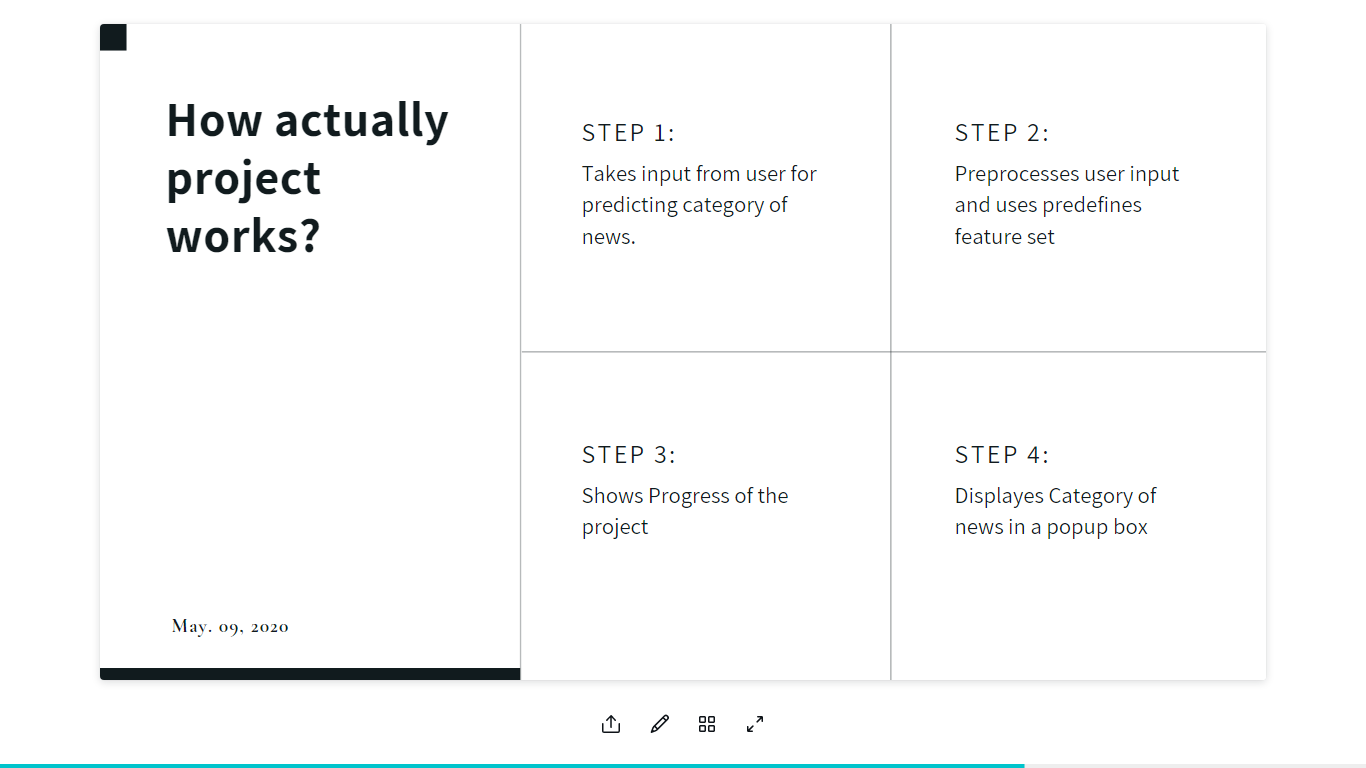 How actually
project
works?
May. 09, 2020
STEP 1:
Takes input from user for
predicting category of
news.
STEP 2:
Preprocesses user input
and uses predefines
feature set
STEP 3:
Shows Progress of the
project
STEP 4:
Displayes Category of
news in a popup box